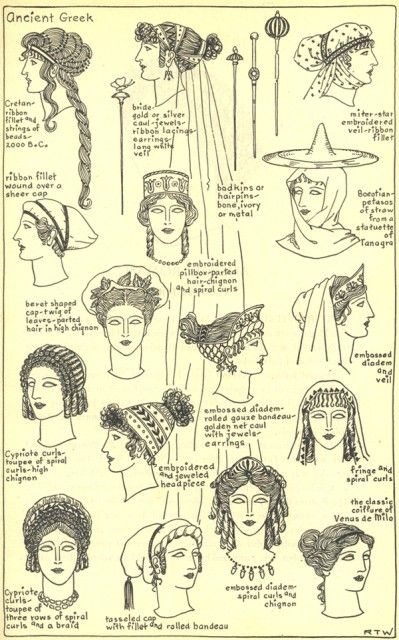 Ancient Greek
Cretan-
ribbon
fillet and
strings of
beads-
2000 B.C.
bride-
gold or silver
caul-jewels-
ribbon lacings
earrings-
long white
veil
miter-star
embroidered
veil-ribbon
fillet
ribbon fillet
wound over a
sheer cap
bodkins or
hairpins-
bone, ivory
or metal
Boeotian-
petasos
of straw
from a
statuette
of
Tanagra
embroidered
pillbox-parted
hair-chignon
and spiral curls
beret shaped
cap-twig of
leaves-parted
hair in high chignon
embossed
diadem
and
veil
embossed diadem-
rolled gauze bandeau-
golden net caul
with jewels-
earrings
Cypriote curls-
toupee of spiral
curls-high
chignon
embroidered
and jeweled
headpiece
fringe and
spiral curls
the classic
coiffure of
Venus de Milo
Cypriote
curls-
toupee of
three rows of spiral
curls and a braid
tasseled cap
with fillet and rolled bandeau
embossed diadem-
spiral curls and
chignon
RTW